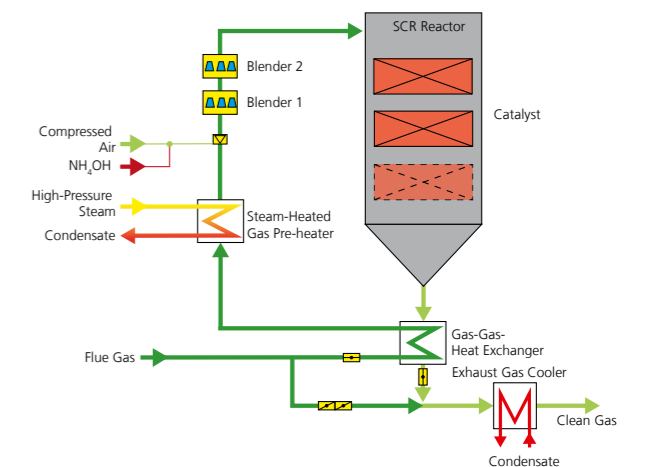 SCR Reactor
Blender 2
Blender 1
Catalyst
Compressed
Air
NH4OH
High-Pressure
Steam
Condensate
Steam-Heated
Gas Pre-heater
Gas-Gas-
Heat Exchanger
Flue Gas
Exhaust Gas Cooler
Clean Gas
Condensate